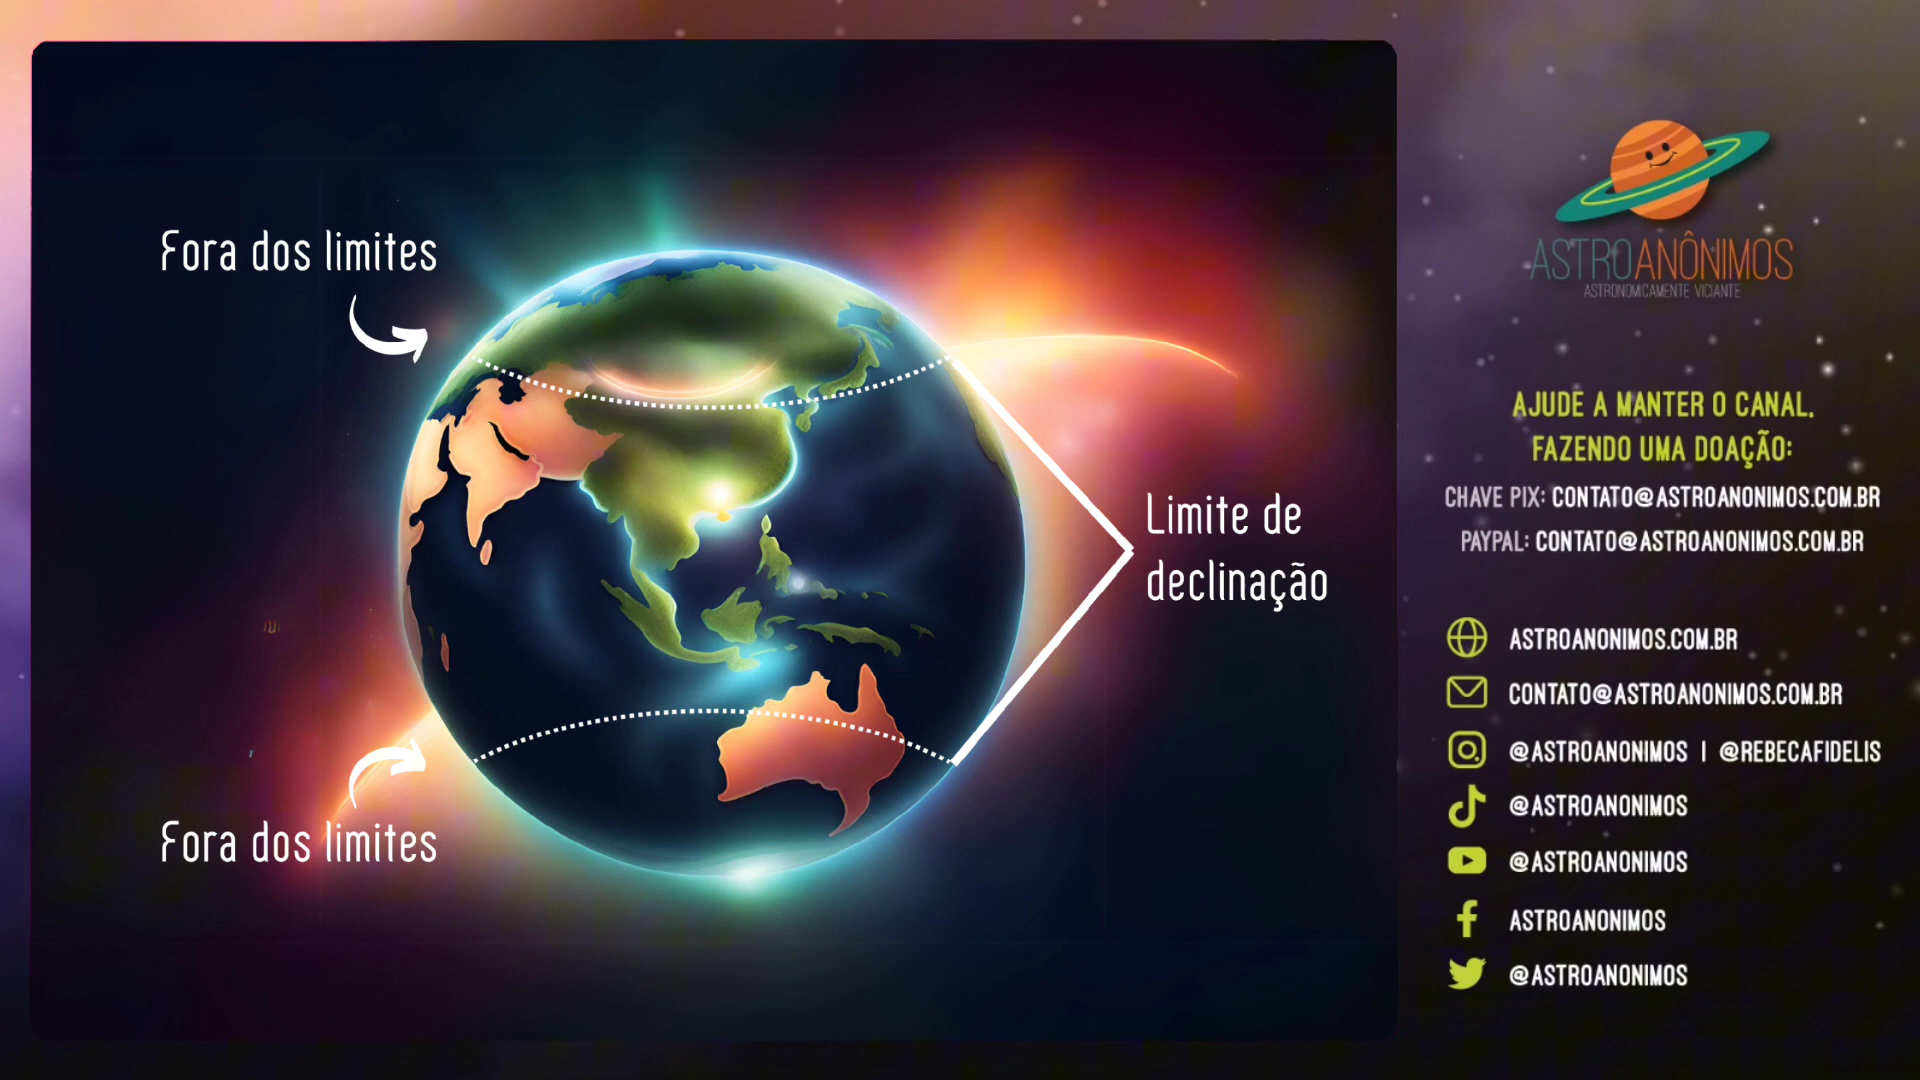 Fora dos limites
Limite de
declinação
Fora dos limites
ASTROANÔNIMOS
ASTRONOMICAMENTE VICIANTE
AJUDE A MANTER O CANAL,
FAZENDO UMA DOAÇÃO:
CHAVE PIX: CONTATO@ASTROANONIMOS.COM.BR
PAYPAL: CONTATO@ASTROANONIMOS.COM.BR
ASTROANONIMOS.COM.BR
CONTATO@ASTROANONIMOS.COM.BR
@ASTROANONIMOS | @REBECAFIDELIS
@ASTROANONIMOS
@ASTROANONIMOS
ASTROANONIMOS
@ASTROANONIMOS